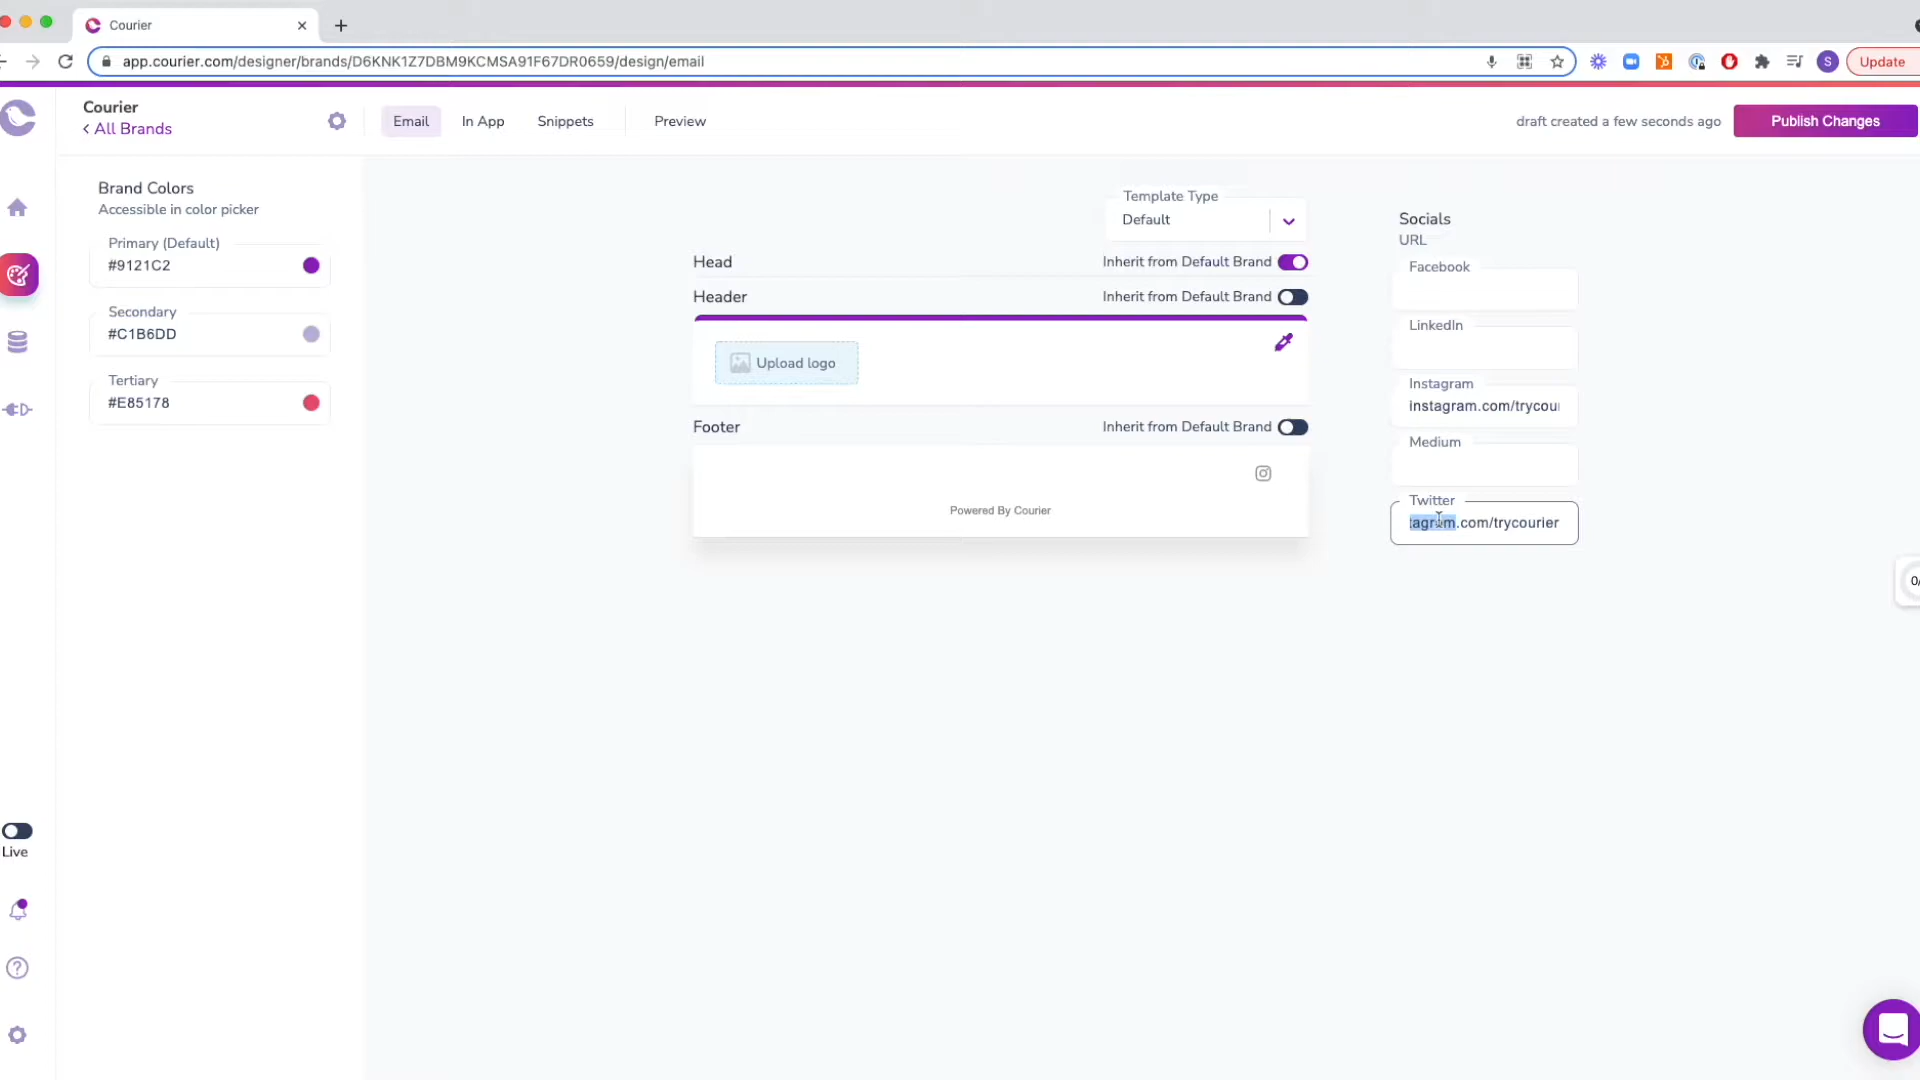 Courier
app.courier.com/designer/brands/D6KNK1Z7DBM9KCMSA91F67DR0659/design/email
S
Update
Courier
< All Brands
Email
In App
Snippets
Preview
draft created a few seconds ago
Publish Changes
Brand Colors
Accessible in color picker
Primary (Default)
#9121C2
Secondary
#C1B6DD
Tertiary
#E85178
Template Type
Default
Head
Inherit from Default Brand
Header
Inherit from Default Brand
Upload logo
Footer
Inherit from Default Brand
Powered By Courier
Socials
URL
Facebook
LinkedIn
Instagram
instagram.com/trycou
Medium
Twitter
tagram.com/trycourier
0/
Live